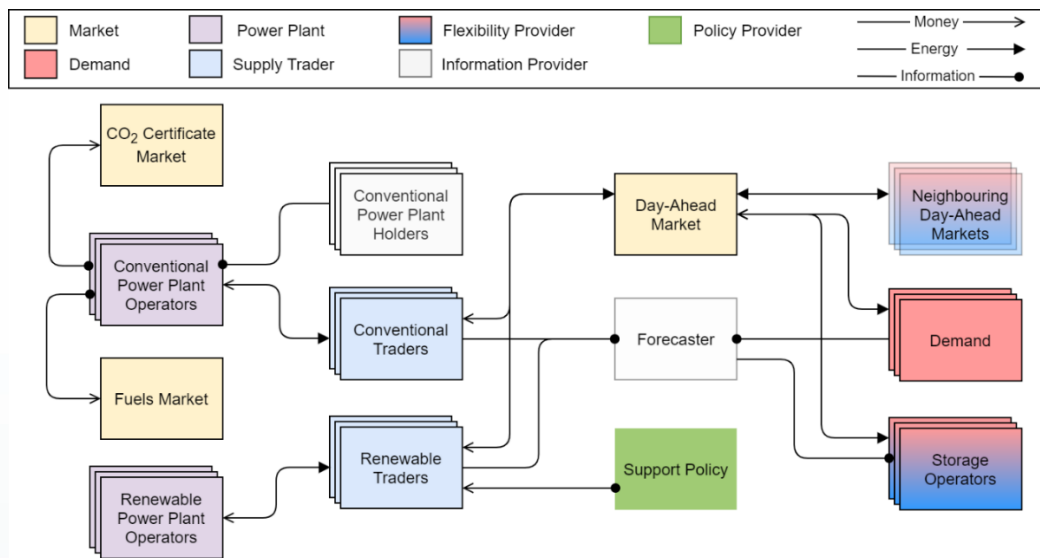 Market
Power Plant
Flexibility Provider
Policy Provider
Money
Demand
Supply Trader
Information Provider
Energy
Information
CO₂ Certificate
Market
Conventional
Power Plant
Holders
Day-Ahead
Market
Neighbouring
Day-Ahead
Markets
Conventional
Power Plant
Operators
Conventional
Traders
Forecaster
Demand
Fuels Market
Renewable
Traders
Support Policy
Storage
Operators
Renewable
Power Plant
Operators